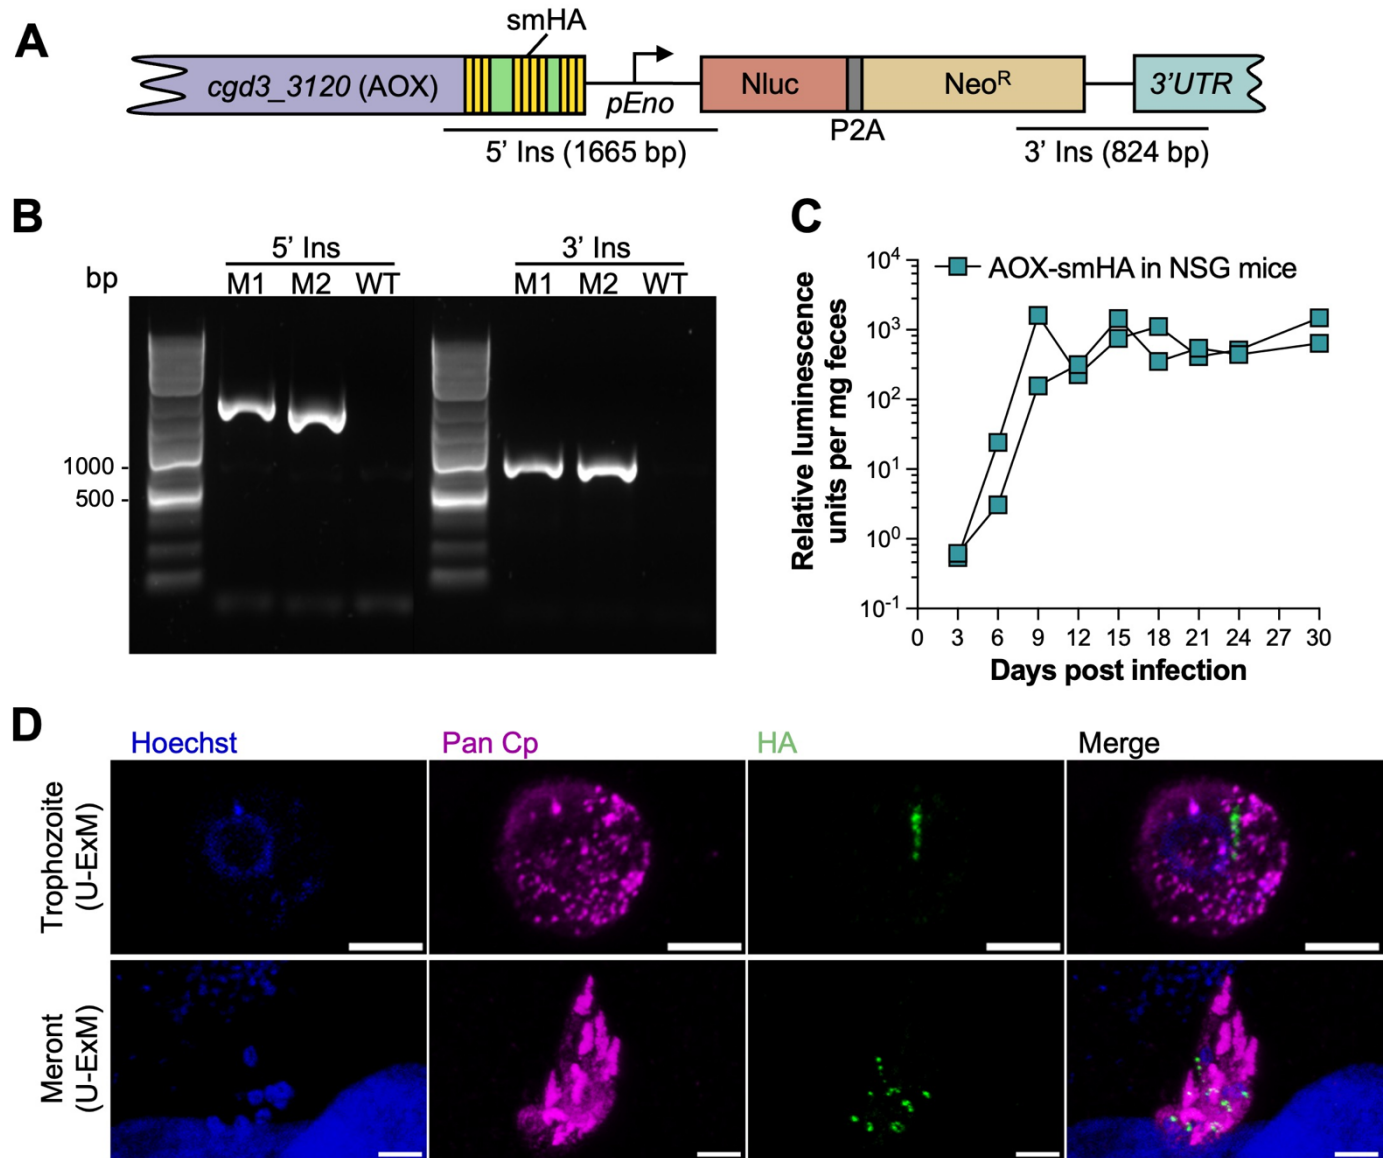 A
smHA
cgd3_3120 (AOX)
pEno
Nluc
P2A
Neo^R
3’UTR
5’ Ins (1665 bp)
3’ Ins (824 bp)
B
5’ Ins
3’ Ins
bp
M1 M2 WT
M1 M2 WT
1000
500
C
AOX-smHA in NSG mice
Relative luminescence
units per mg feces
10^4
10^3
10^2
10^1
10^0
10^-1
0 3 6 9 12 15 18 21 24 27 30
Days post infection
D
Hoechst
Pan Cp
HA
Merge
Trophozoite
(U-ExM)
Meront
(U-ExM)